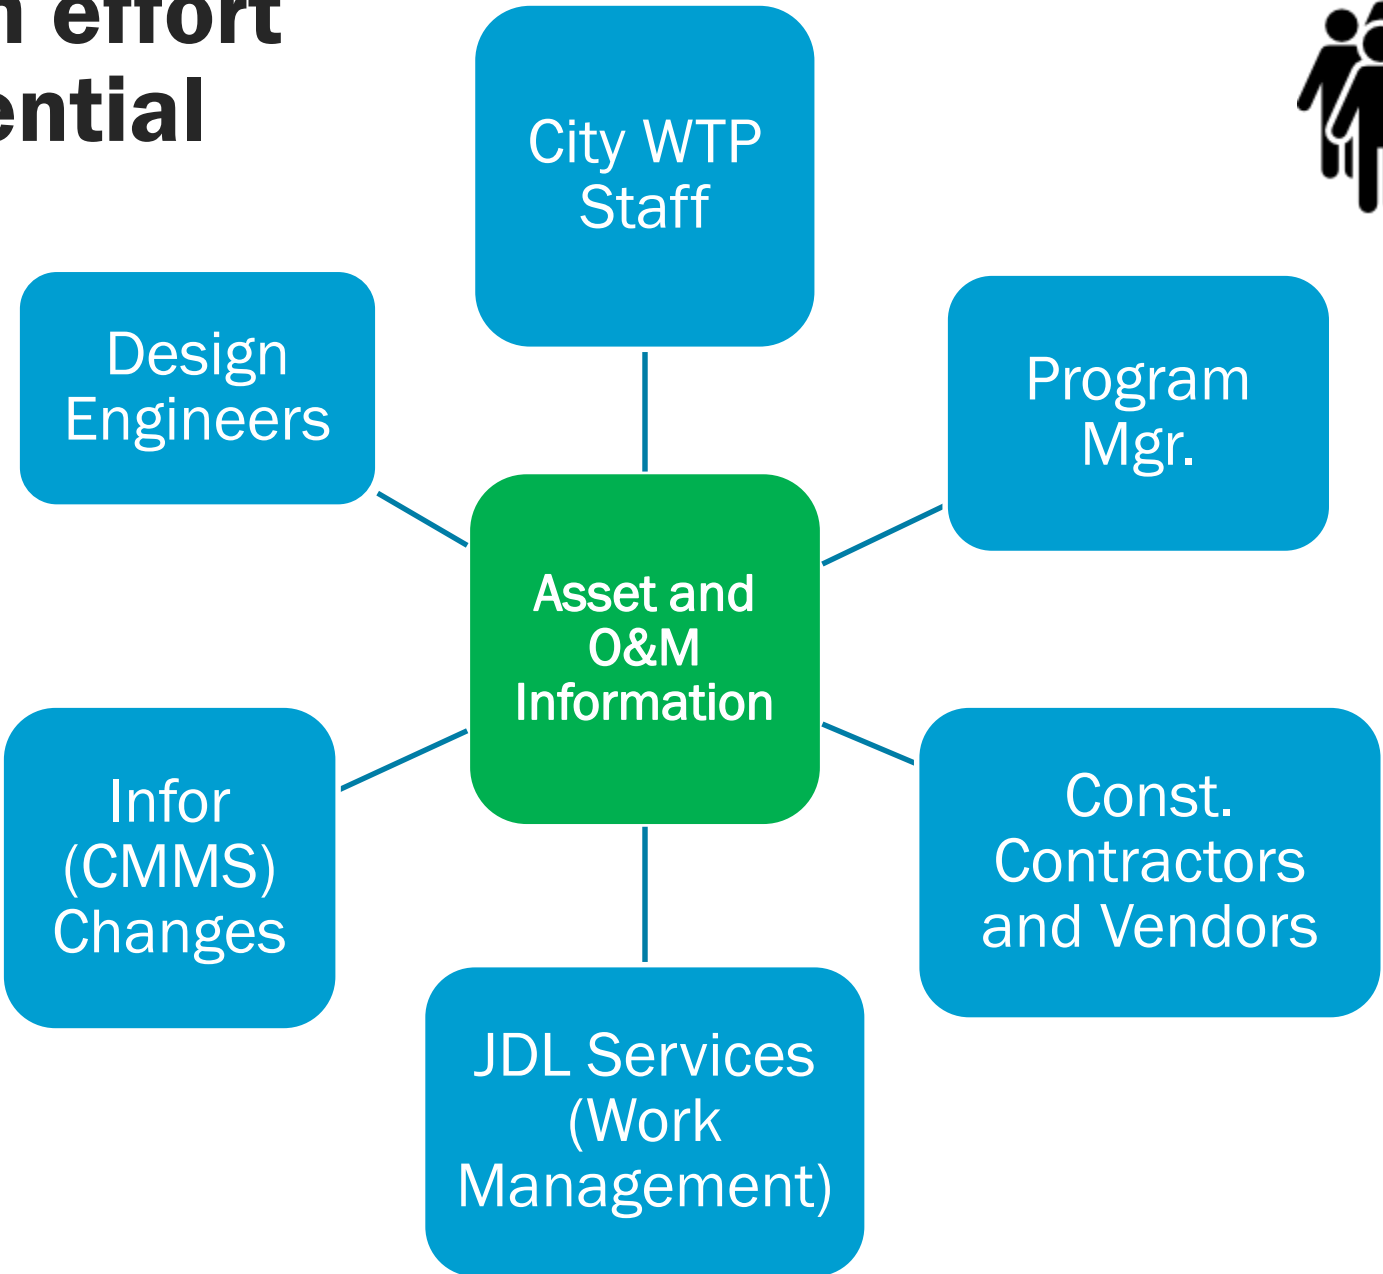 effort
City WTP
Staff
Design
Engineers
Program
Mgr.
Asset and
O&M
Information
Infor
(CMMS)
Changes
Const.
Contractors
and Vendors
JDL Services
(Work
Management)